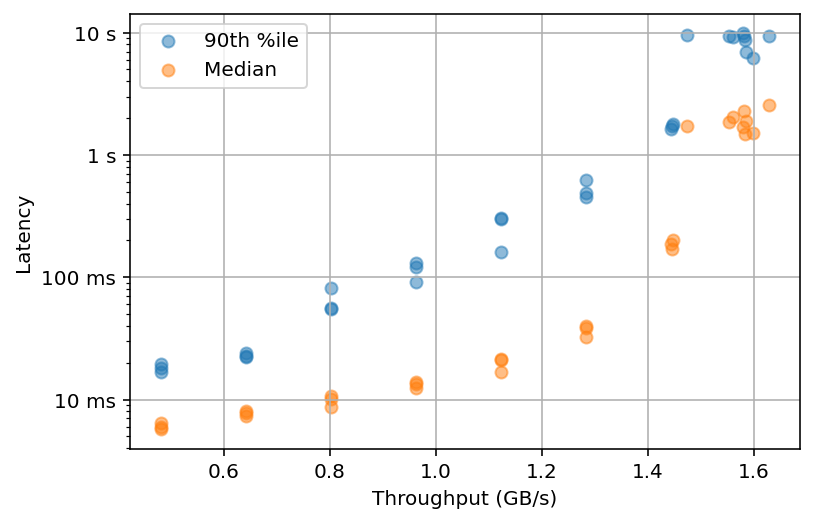 10 s
1 s
100 ms
10 ms
Latency
90th %ile
Median
0.6
0.8
1.0
1.2
1.4
1.6
Throughput (GB/s)